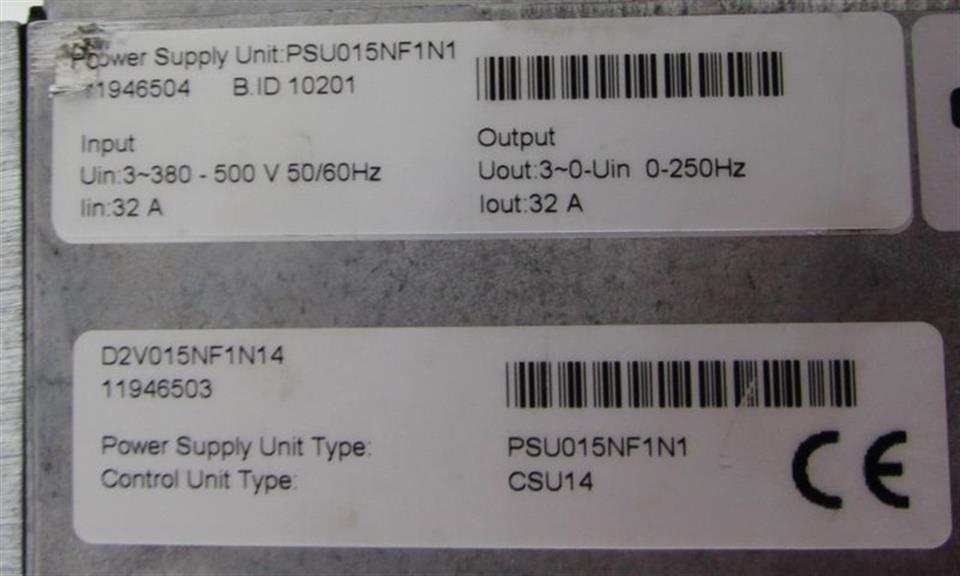 Power Supply Unit:PSU015NF1N1
11946504 B.ID 10201
Input
Uin:3~380 - 500 V 50/60Hz
Iin:32 A
Output
Uout:3~0-Uin 0-250Hz
Iout:32 A
D2V015NF1N14
11946503
Power Supply Unit Type: PSU015NF1N1
Control Unit Type: CSU14
CE